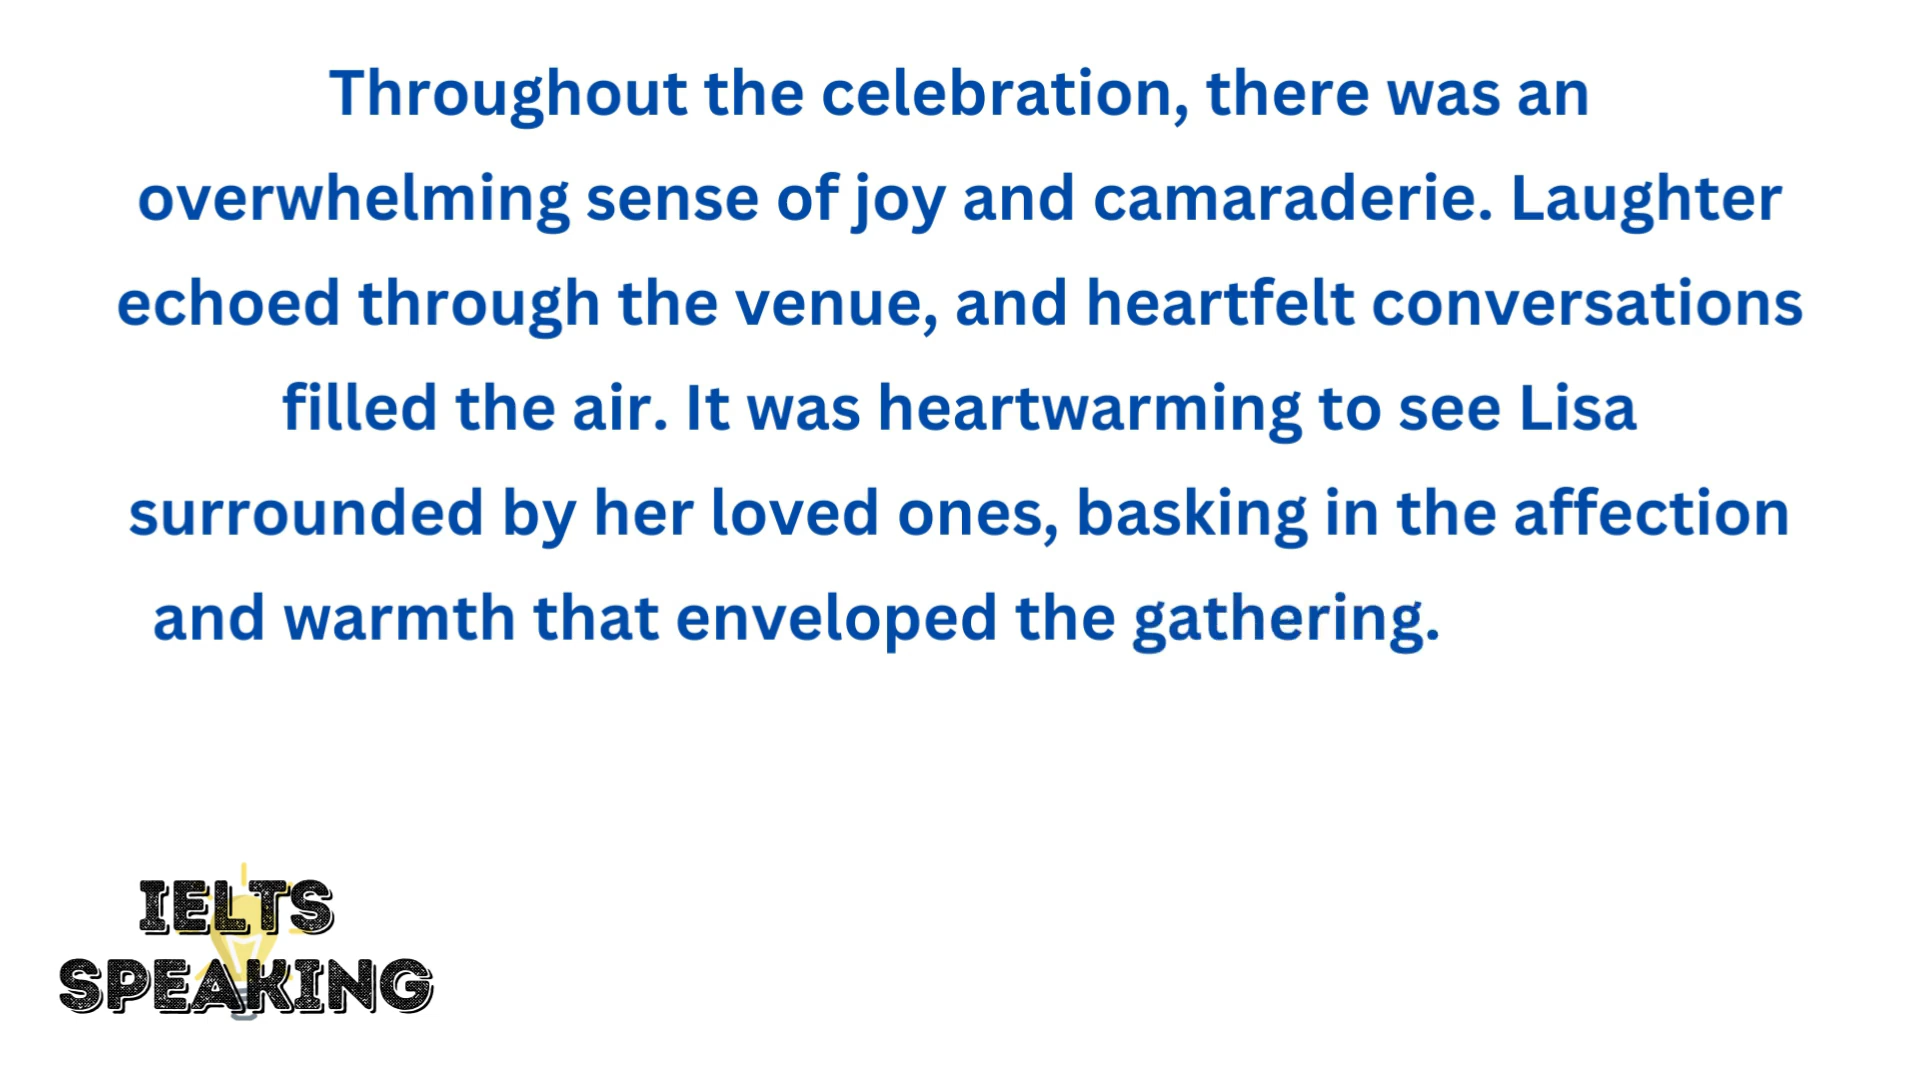 Throughout the celebration, there was an
overwhelming sense of joy and camaraderie. Laughter
echoed through the venue, and heartfelt conversations
filled the air. It was heartwarming to see Lisa
surrounded by her loved ones, basking in the affection
and warmth that enveloped the gathering.
IELTS
SPEAKING